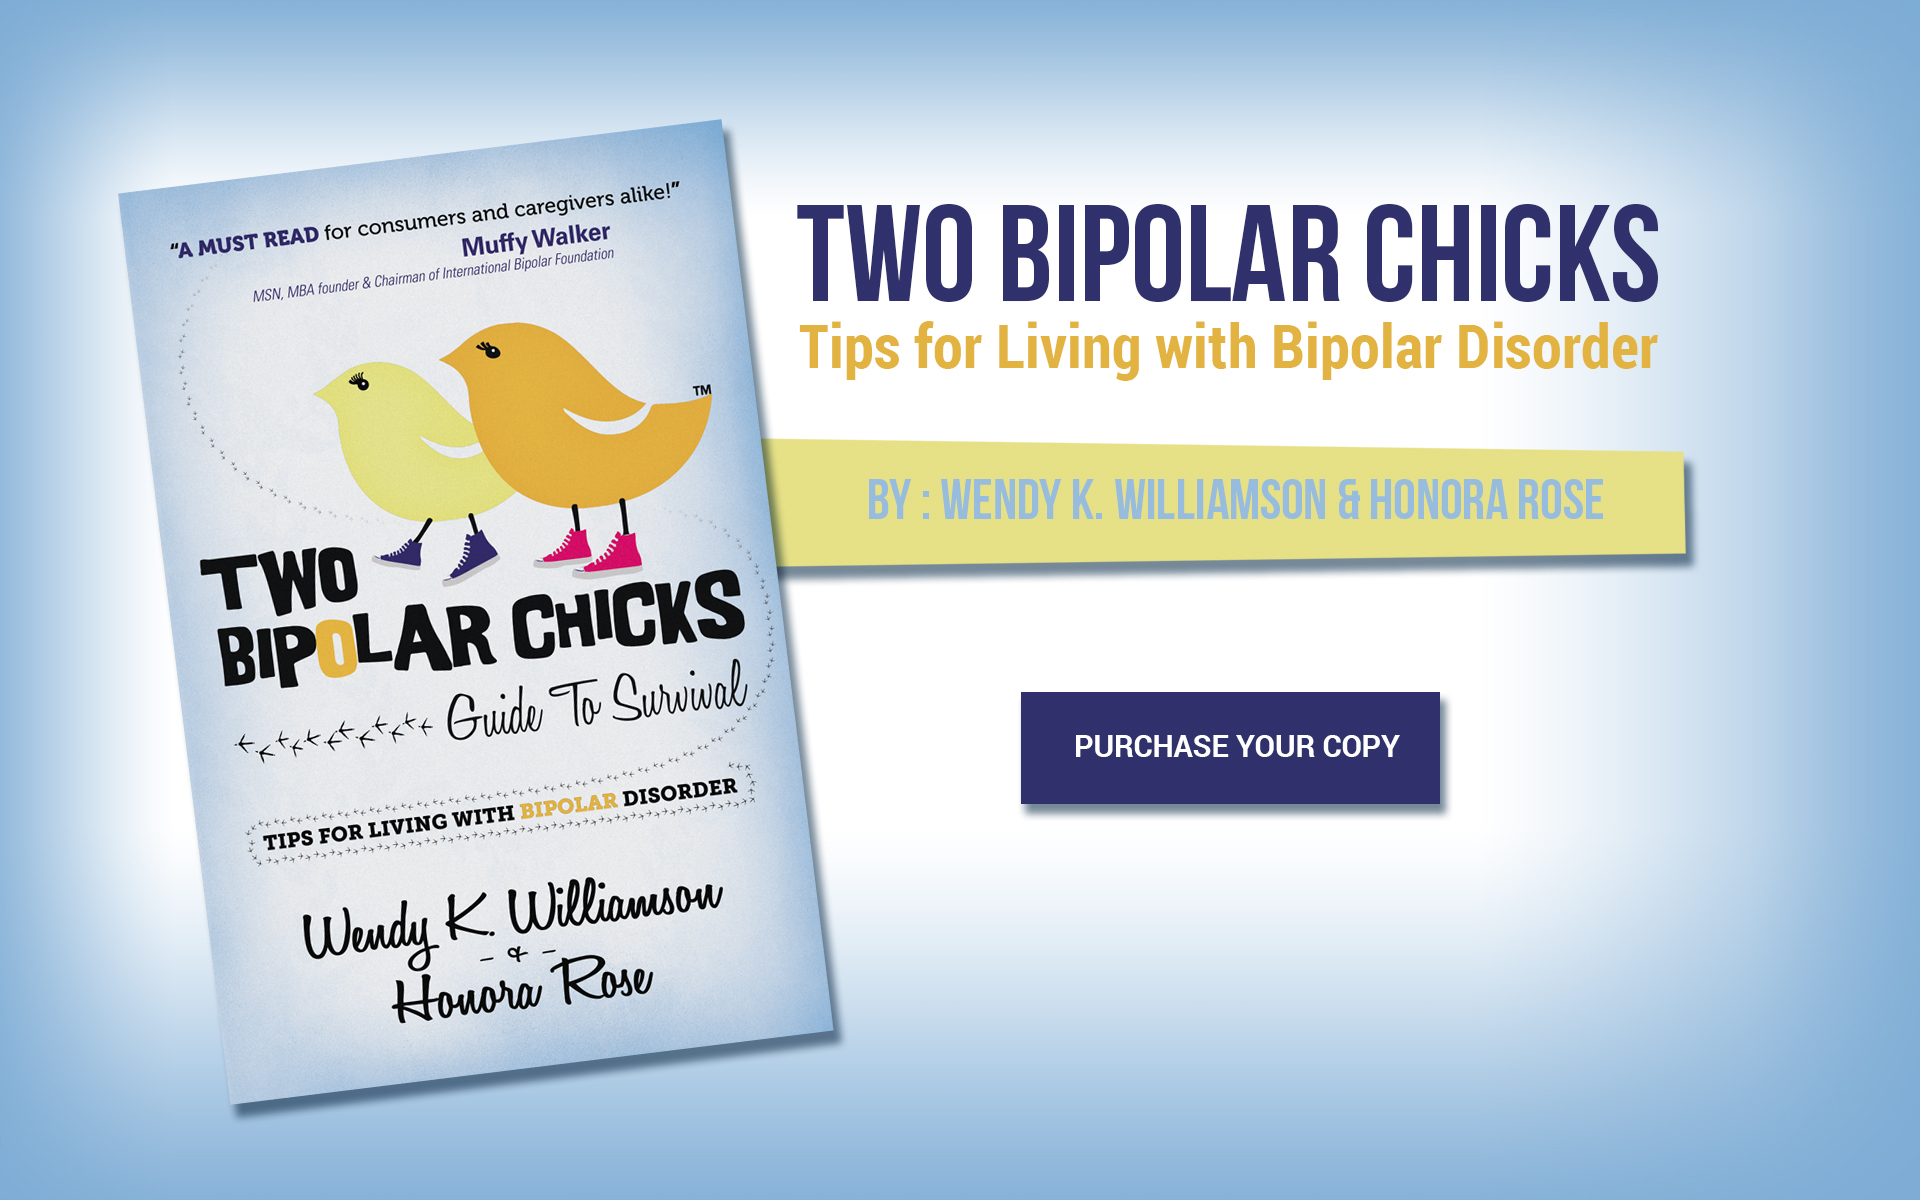 “A MUST READ for consumers and caregivers alike!”
Muffy Walker
MSN, MBA founder & Chairman of International Bipolar Foundation
TM
TWO
BIPOLAR CHICKS
Guide To Survival
TIPS FOR LIVING WITH BIPOLAR DISORDER
Wendy K. Williamson
- & -
Honora Rose
TWO BIPOLAR CHICKS
Tips for Living with Bipolar Disorder
BY : WENDY K. WILLIAMSON & HONORA ROSE
PURCHASE YOUR COPY